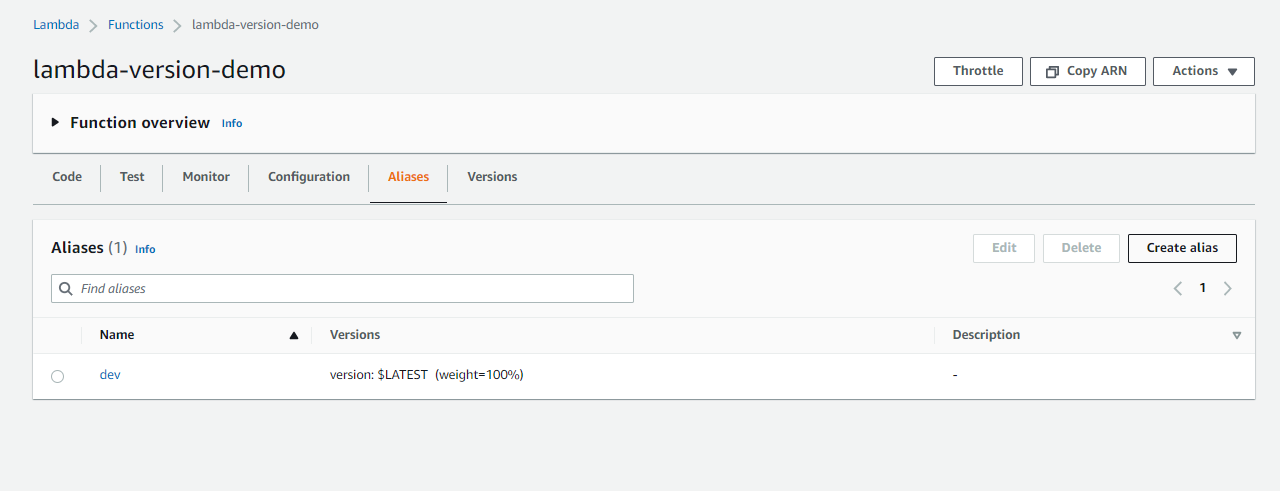 Lambda Functions lambda-version-demo
lambda-version-demo
Throttle Copy ARN Actions
Function overview Info
Code Test Monitor Configuration Aliases Versions
Aliases (1) Info
Edit Delete Create alias
Find aliases
1
Name Versions Description
dev version: $LATEST (weight=100%) -